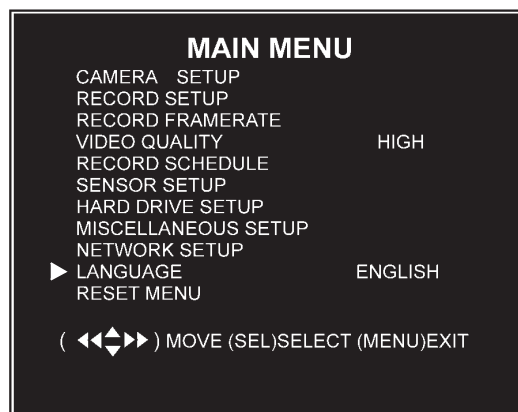 MAIN MENU
CAMERA SETUP
RECORD SETUP
RECORD FRAMERATE
VIDEO QUALITY HIGH
RECORD SCHEDULE
SENSOR SETUP
HARD DRIVE SETUP
MISCELLANEOUS SETUP
NETWORK SETUP
▶ LANGUAGE ENGLISH
RESET MENU
( ◀◀▲▼▶▶ ) MOVE (SEL)SELECT (MENU)EXIT